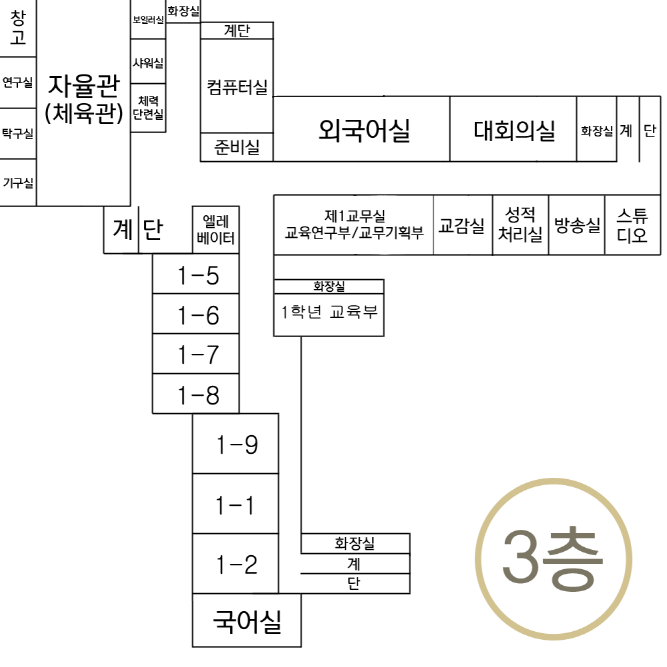 창
고
연구실
탁구실
기구실
자율관
(체육관)
보일러실
샤워실
체력
단련실
화장실
계단
컴퓨터실
준비실
외국어실
대회의실
화장실
계 단
제1교무실
교육연구부/교무기획부
교감실
성적
처리실
방송실
스튜
디오
계 단
엘레
베이터
1-5
1-6
1-7
1-8
1-9
1-1
1-2
국어실
화장실
1학년 교육부
화장실
계
단
3층